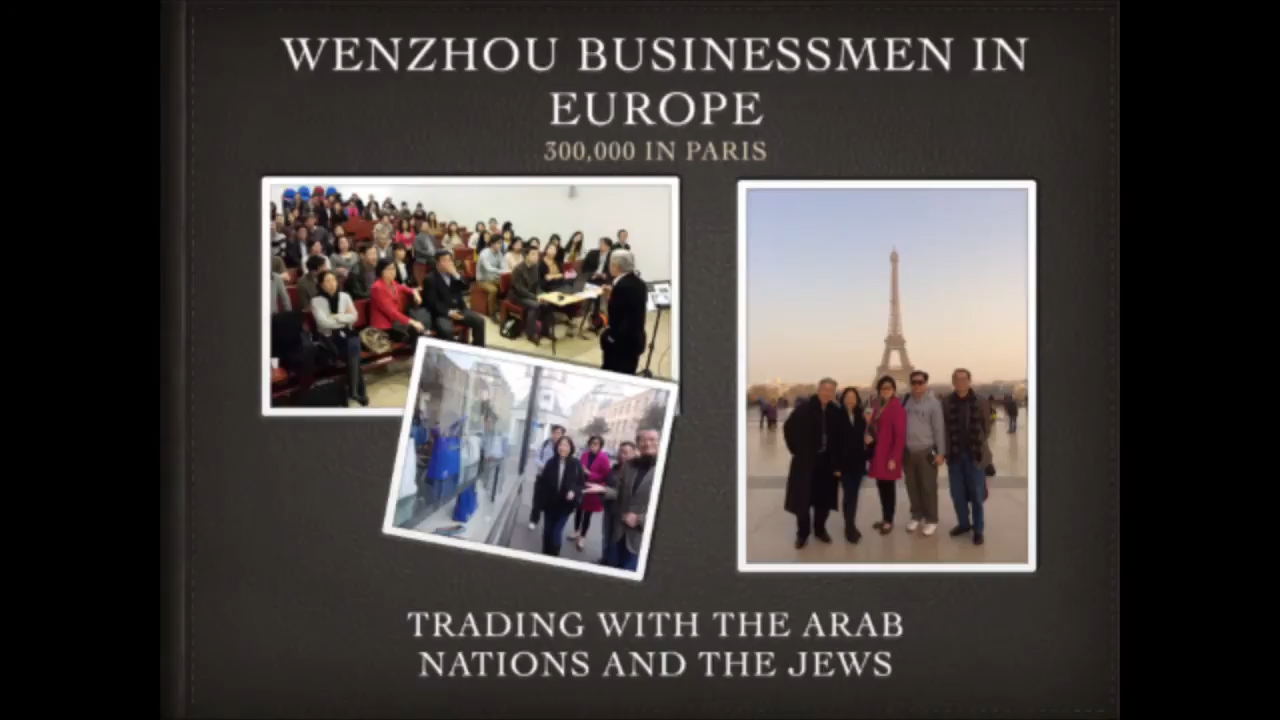 WENZHOU BUSINESSMEN IN
EUROPE
300,000 IN PARIS
TRADING WITH THE ARAB
NATIONS AND THE JEWS